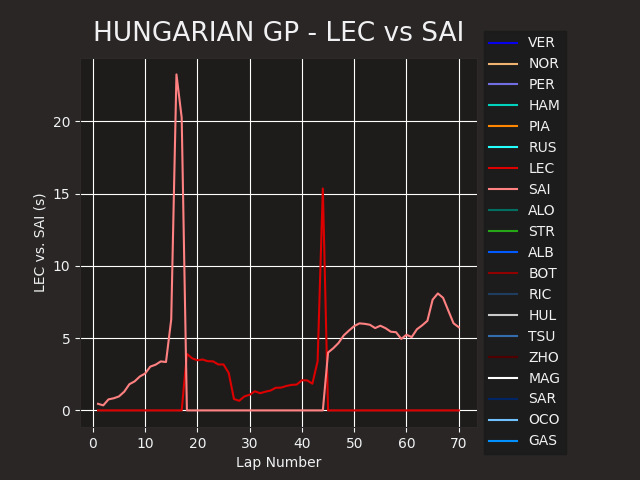 HUNGARIAN GP - LEC vs SAI
LEC vs. SAI (s)
20
15
10
5
0
0 10 20 30 40 50 60 70
Lap Number
VER
NOR
PER
HAM
PIA
RUS
LEC
SAI
ALO
STR
ALB
BOT
RIC
HUL
TSU
ZHO
MAG
SAR
OCO
GAS